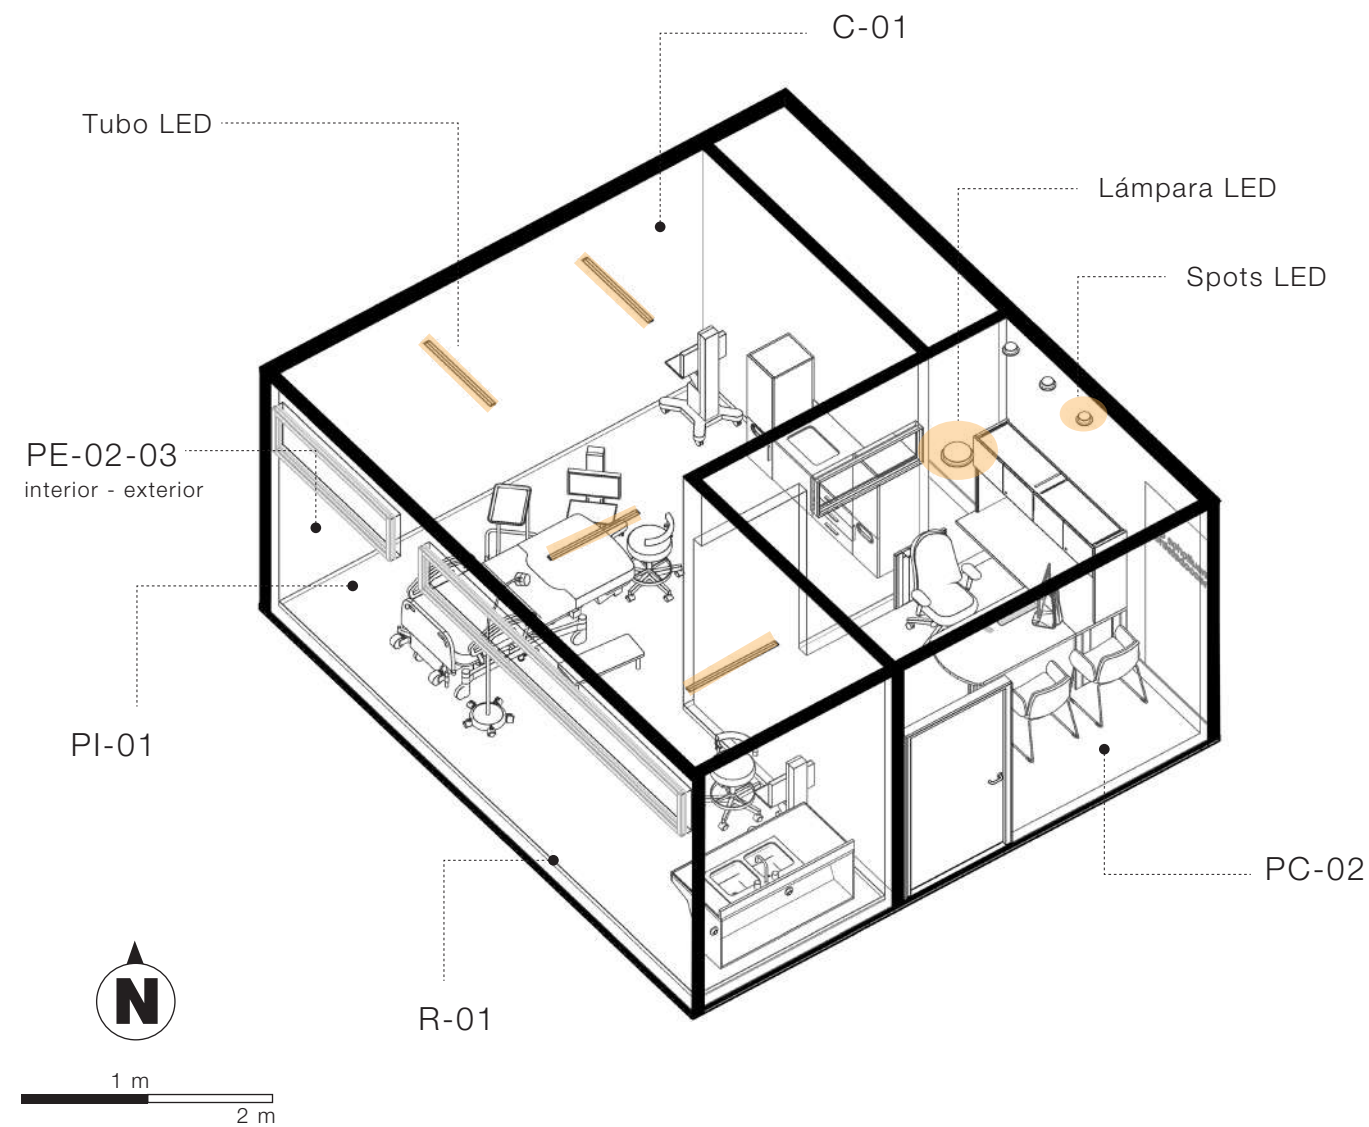 C-01
Tubo LED
Lámpara LED
Spots LED
PE-02-03
interior - exterior
PI-01
PC-02
R-01
N
1 m
2 m